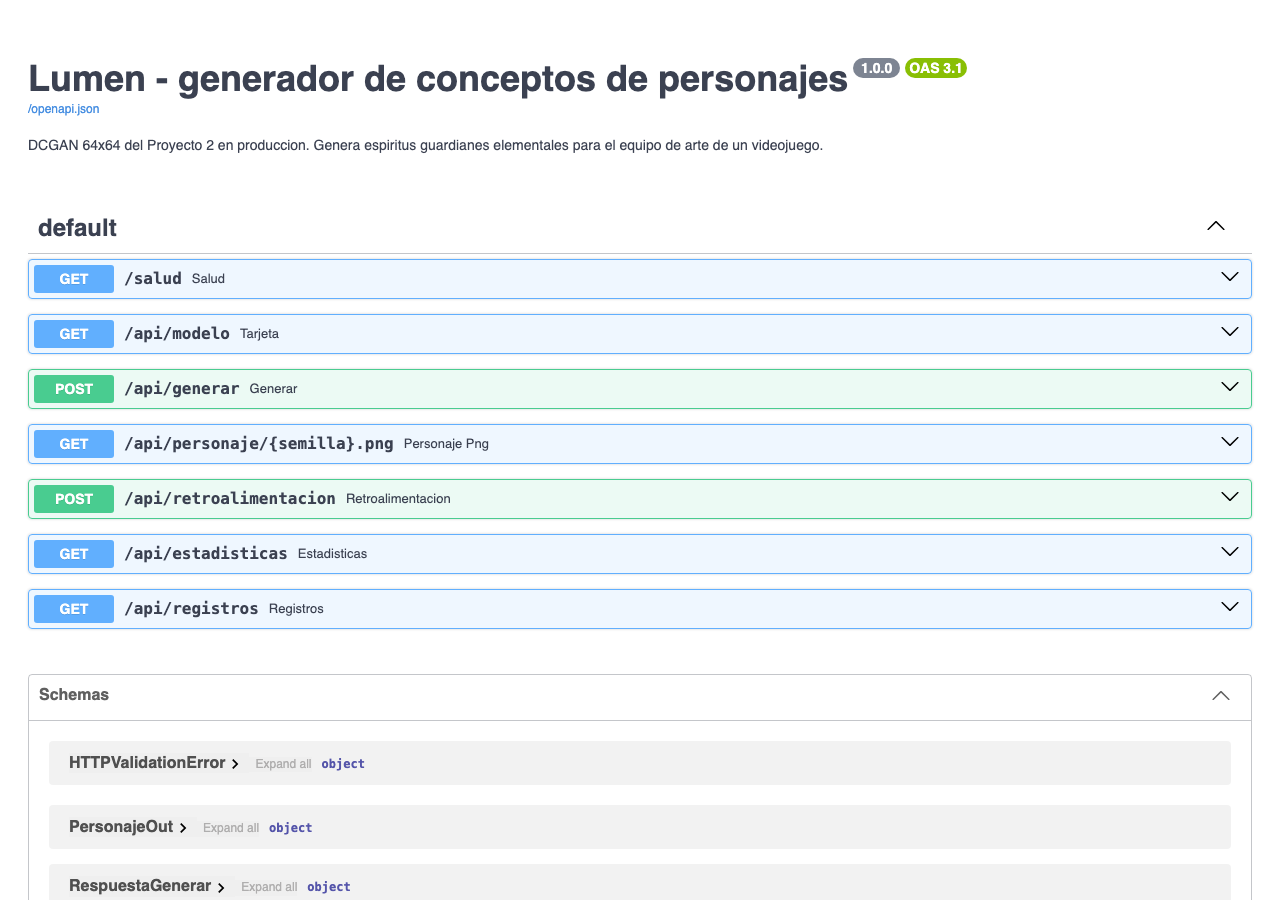 Lumen - generador de conceptos de personajes 1.0.0 OAS 3.1
/openapi.json
DCGAN 64x64 del Proyecto 2 en produccion. Genera espiritus guardianes elementales para el equipo de arte de un videojuego.
default
GET /salud Salud
GET /api/modelo Tarjeta
POST /api/generar Generar
GET /api/personaje/{semilla}.png Personaje Png
POST /api/retroalimentacion Retroalimentacion
GET /api/estadisticas Estadisticas
GET /api/registros Registros
Schemas
HTTPValidationError Expand all object
PersonajeOut Expand all object
RespuestaGenerar Expand all object